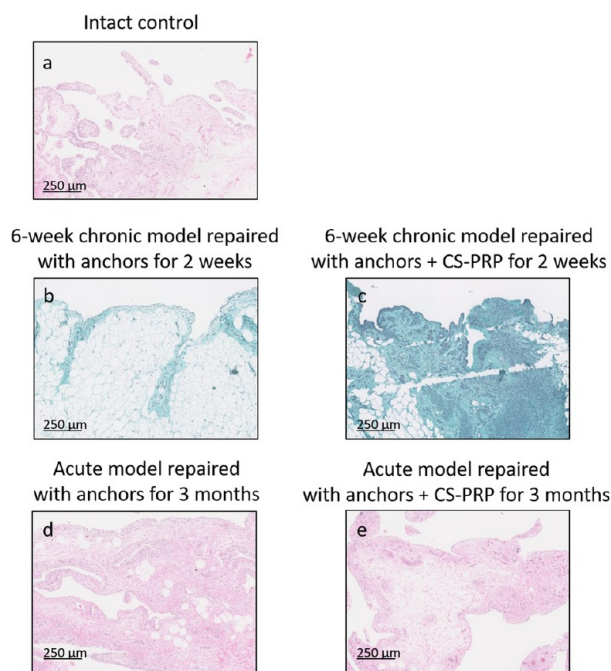 Intact control
a
250 µm
6-week chronic model repaired
with anchors for 2 weeks
6-week chronic model repaired
with anchors + CS-PRP for 2 weeks
b
250 µm
c
250 µm
Acute model repaired
with anchors for 3 months
Acute model repaired
with anchors + CS-PRP for 3 months
d
250 µm
e
250 µm